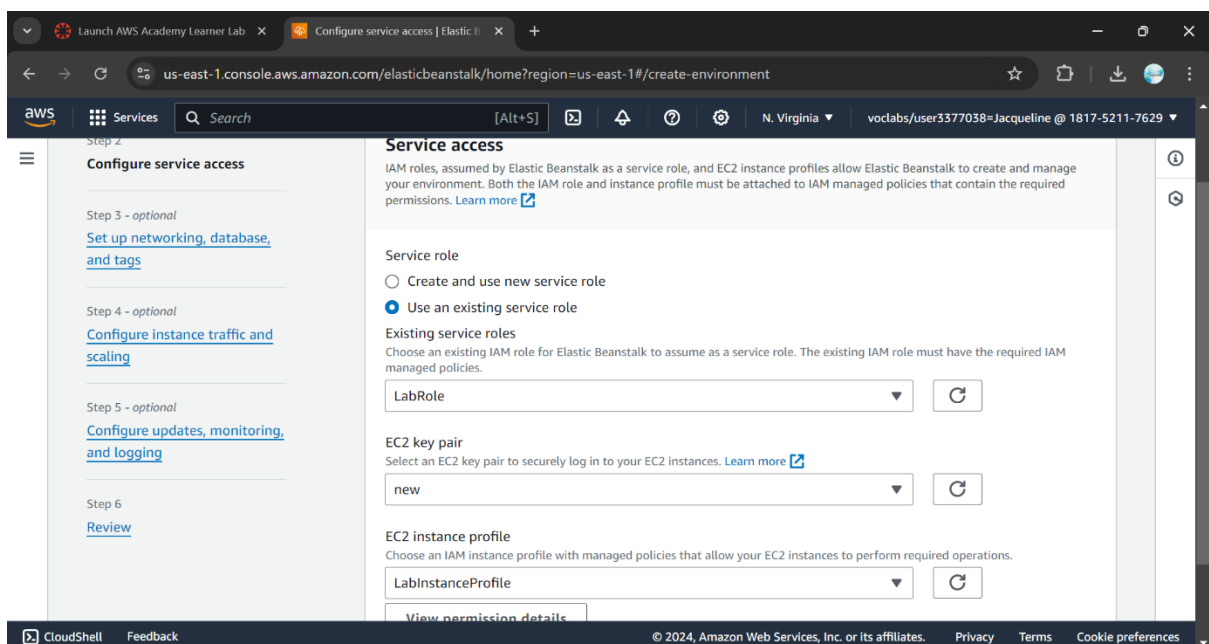 Launch AWS Academy Learner Lab
Configure service access | Elastic B
us-east-1.console.aws.amazon.com/elasticbeanstalk/home?region=us-east-1#/create-environment
aws
Services
Search
[Alt+S]
N. Virginia
voclabs/user3377038=Jacqueline @ 1817-5211-7629
Step 2
Configure service access
Step 3 - optional
Set up networking, database,
and tags
Step 4 - optional
Configure instance traffic and
scaling
Step 5 - optional
Configure updates, monitoring,
and logging
Step 6
Review
Service access
IAM roles, assumed by Elastic Beanstalk as a service role, and EC2 instance profiles allow Elastic Beanstalk to create and manage
your environment. Both the IAM role and instance profile must be attached to IAM managed policies that contain the required
permissions. Learn more
Service role
Create and use new service role
Use an existing service role
Existing service roles
Choose an existing IAM role for Elastic Beanstalk to assume as a service role. The existing IAM role must have the required IAM
managed policies.
LabRole
EC2 key pair
Select an EC2 key pair to securely log in to your EC2 instances. Learn more
new
EC2 instance profile
Choose an IAM instance profile with managed policies that allow your EC2 instances to perform required operations.
LabInstanceProfile
View permission details
CloudShell
Feedback
© 2024, Amazon Web Services, Inc. or its affiliates.
Privacy
Terms
Cookie preferences